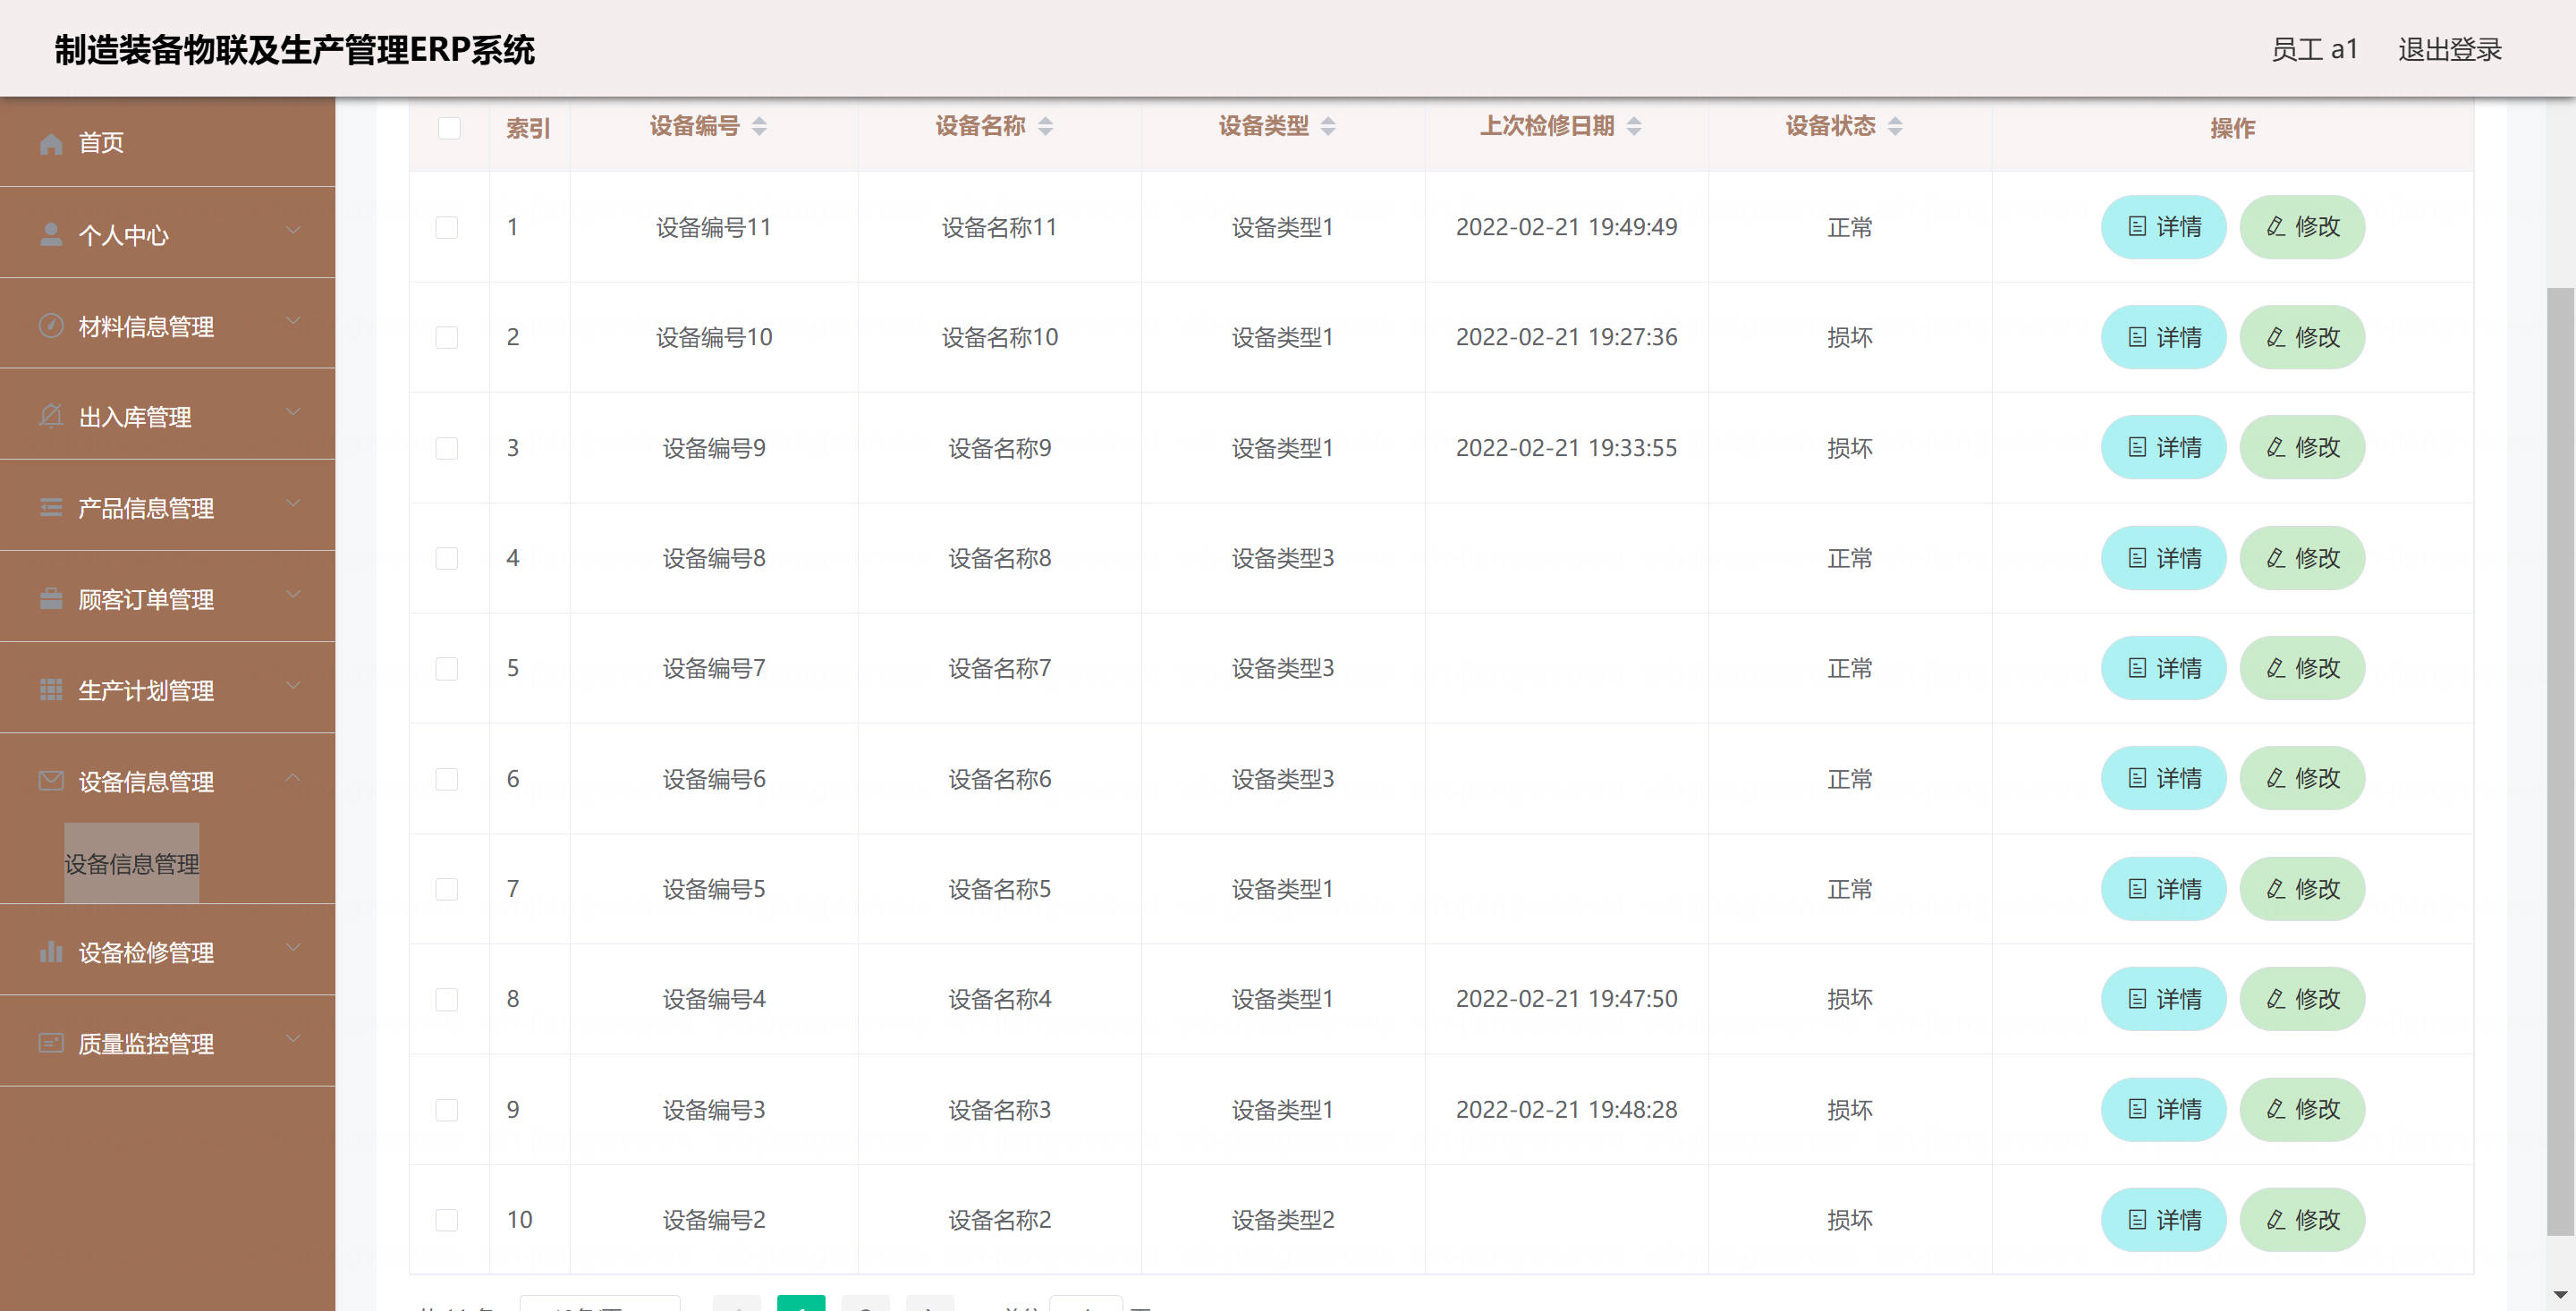 制造装备物联及生产管理ERP系统
员工 a1 退出登录
首页
个人中心
材料信息管理
出入库管理
产品信息管理
顾客订单管理
生产计划管理
设备信息管理
设备信息管理
设备检修管理
质量监控管理
索引 设备编号 设备名称 设备类型 上次检修日期 设备状态 操作
1 设备编号11 设备名称11 设备类型1 2022-02-21 19:49:49 正常 详情 修改
2 设备编号10 设备名称10 设备类型1 2022-02-21 19:27:36 损坏 详情 修改
3 设备编号9 设备名称9 设备类型1 2022-02-21 19:33:55 损坏 详情 修改
4 设备编号8 设备名称8 设备类型3 正常 详情 修改
5 设备编号7 设备名称7 设备类型3 正常 详情 修改
6 设备编号6 设备名称6 设备类型3 正常 详情 修改
7 设备编号5 设备名称5 设备类型1 正常 详情 修改
8 设备编号4 设备名称4 设备类型1 2022-02-21 19:47:50 损坏 详情 修改
9 设备编号3 设备名称3 设备类型1 2022-02-21 19:48:28 损坏 详情 修改
10 设备编号2 设备名称2 设备类型2 损坏 详情 修改